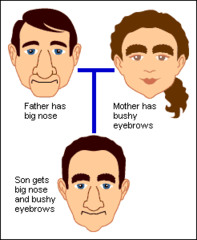 Father has
big nose
Mother has
bushy
eyebrows
Son gets
big nose
and bushy
eyebrows